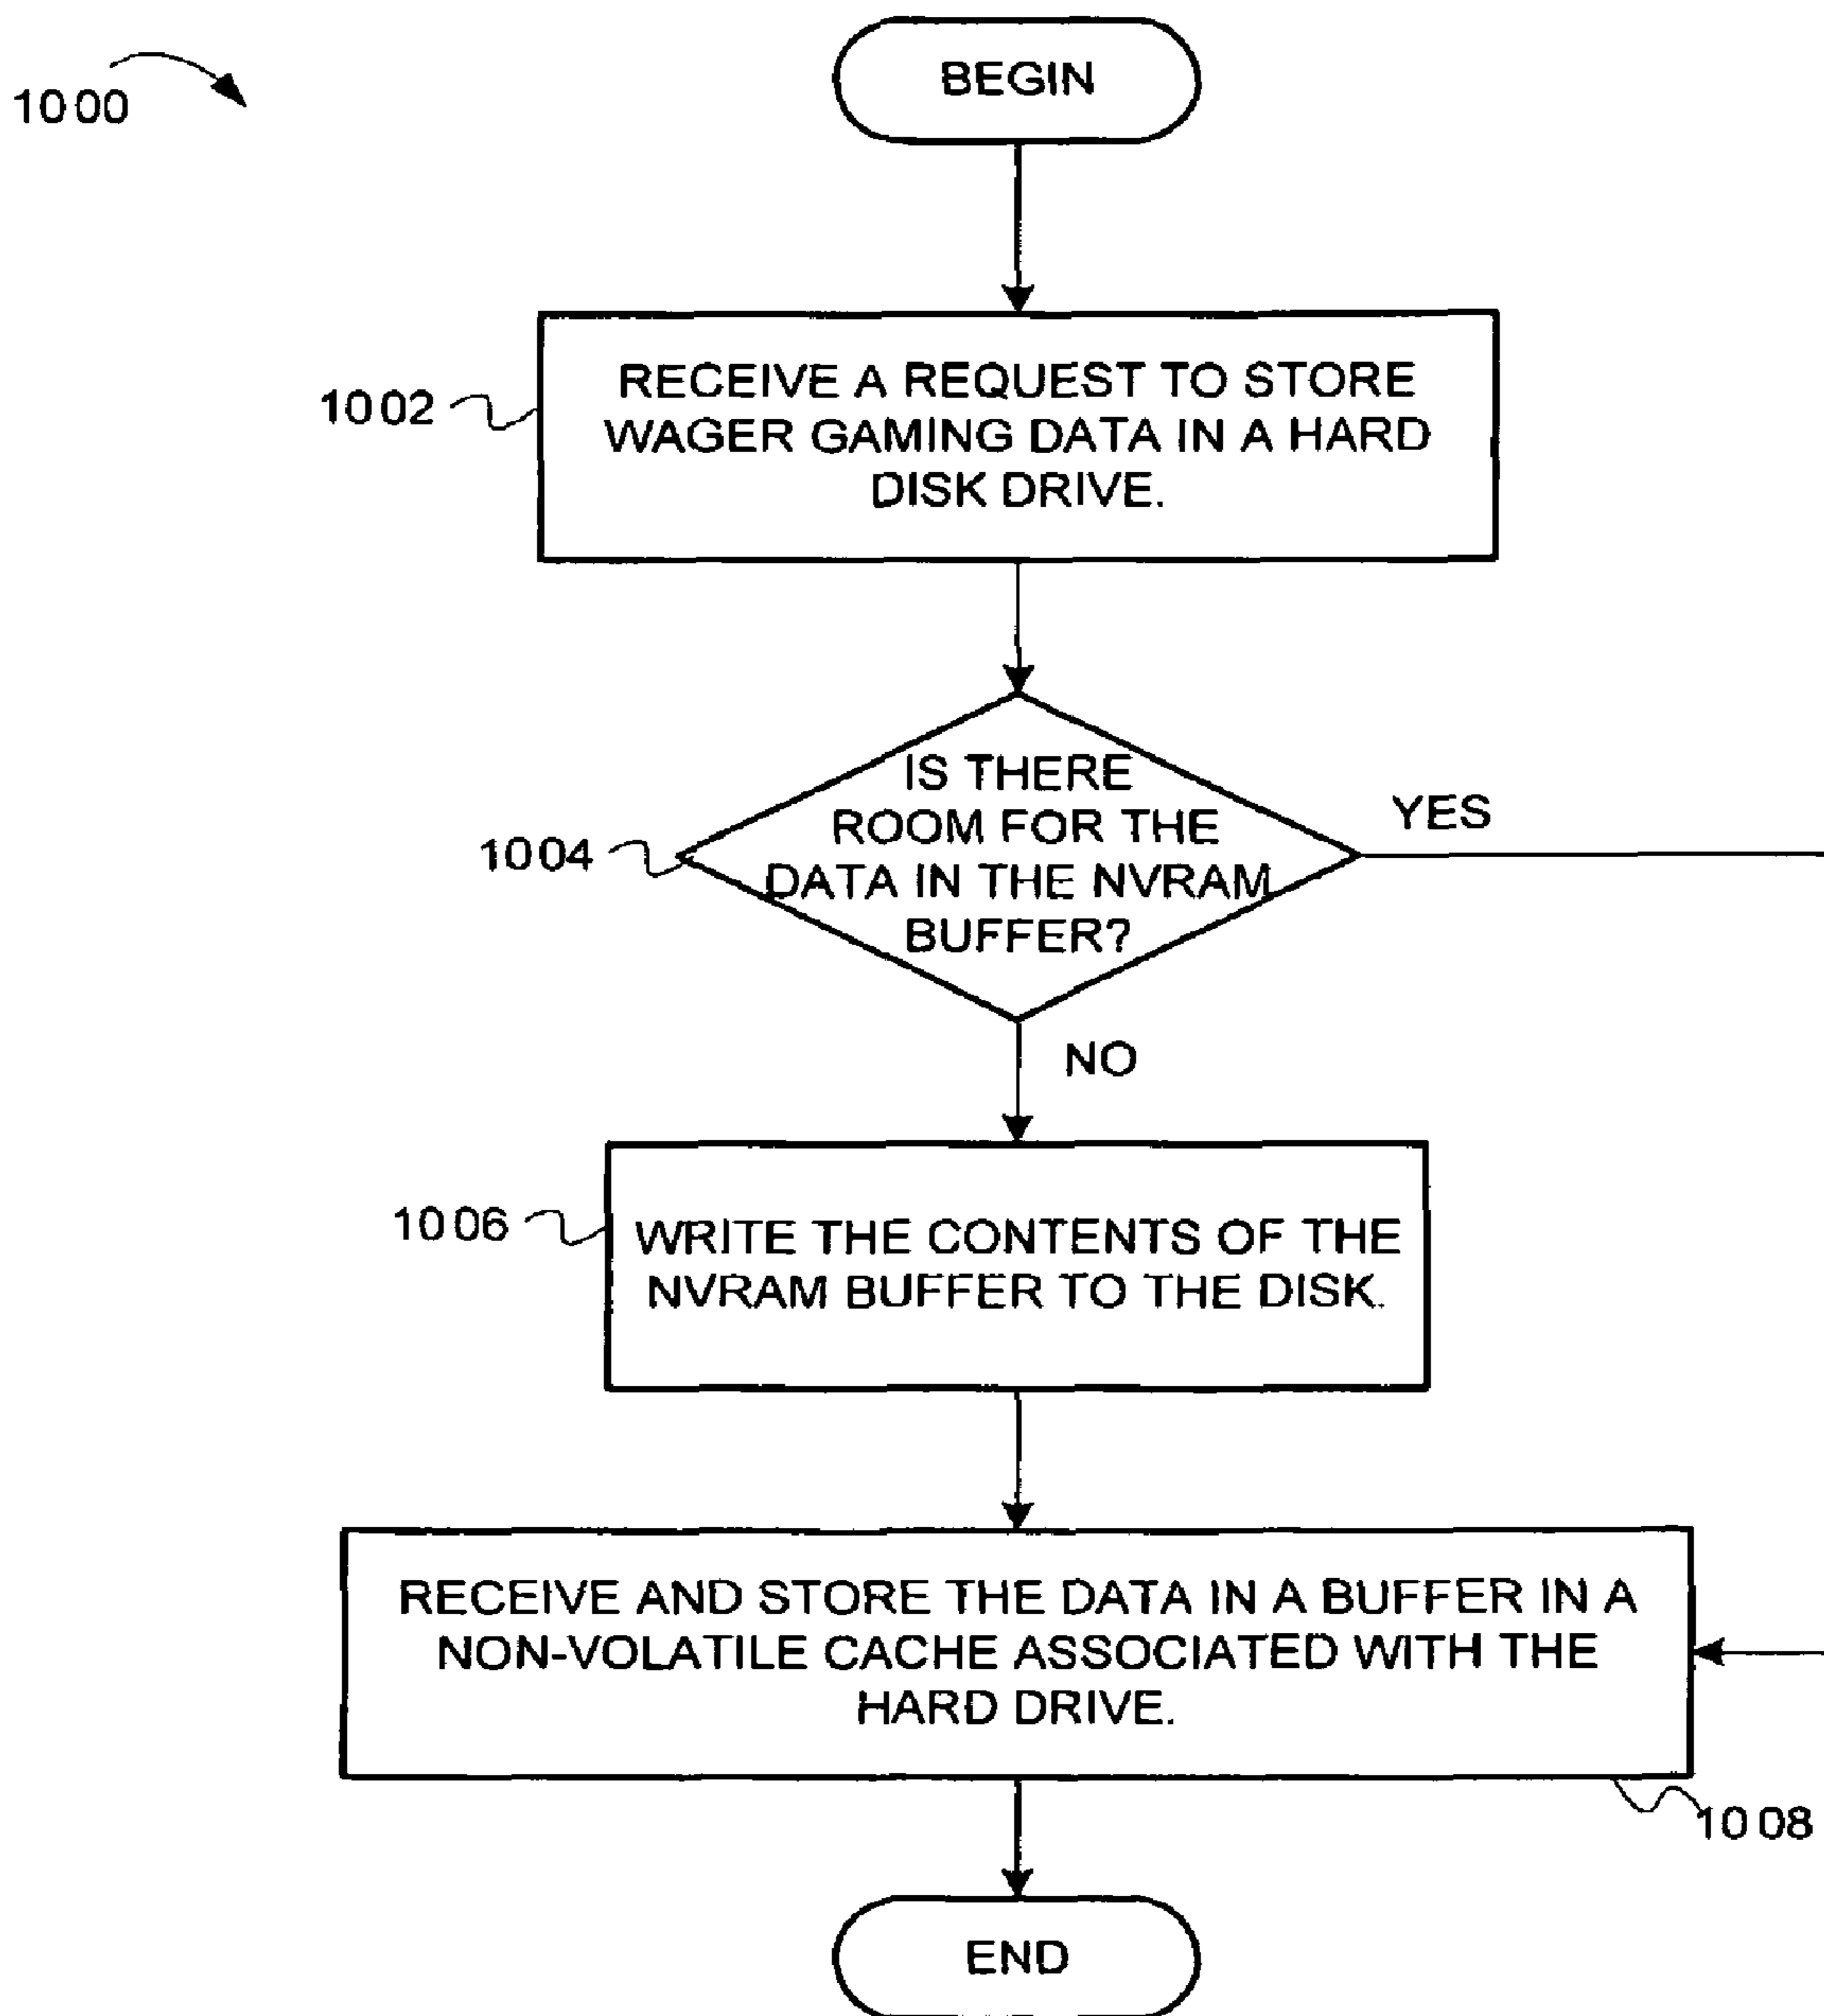 1000
BEGIN
1002
RECEIVE A REQUEST TO STORE
WAGER GAMING DATA IN A HARD
DISK DRIVE.
1004
IS THERE
ROOM FOR THE
DATA IN THE NVRAM
BUFFER?
YES
NO
1006
WRITE THE CONTENTS OF THE
NVRAM BUFFER TO THE DISK.
RECEIVE AND STORE THE DATA IN A BUFFER IN A
NON-VOLATILE CACHE ASSOCIATED WITH THE
HARD DRIVE.
1008
END